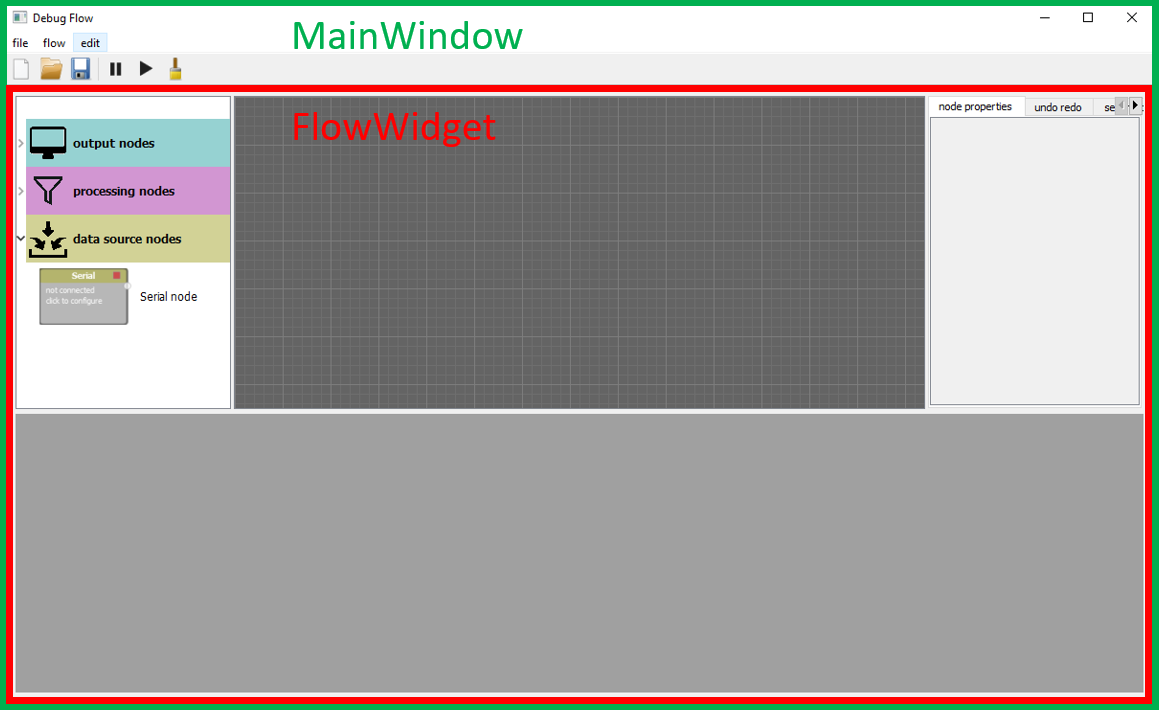 Debug Flow
MainWindow
file flow edit
FlowWidget
node properties undo redo se
output nodes
processing nodes
data source nodes
Serial
not connected
click to configure
Serial node